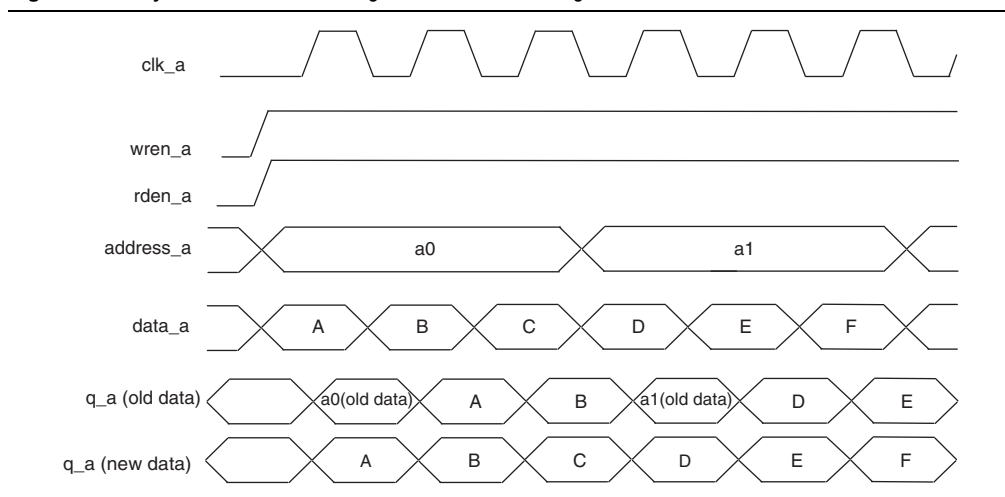 clk_a
wren_a
rden_a
address_a a0 a1
data_a A B C D E F
q_a (old data) a0(old data) A B a1(old data) D E
q_a (new data) A B C D E F